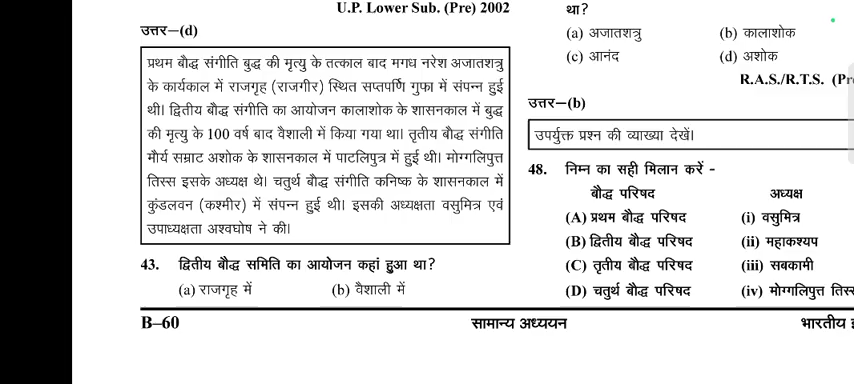 U.P. Lower Sub. (Pre) 2002
उत्तर—(d)
प्रथम बौद्ध संगीति बुद्ध की मृत्यु के तत्काल बाद मगध नरेश अजातशत्रु
के कार्यकाल में राजगृह (राजगीर) स्थित सप्तपर्णि गुफा में संपन्न हुई
थी। द्वितीय बौद्ध संगीति का आयोजन कालाशोक के शासनकाल में बुद्ध
की मृत्यु के 100 वर्ष बाद वैशाली में किया गया था। तृतीय बौद्ध संगीति
मौर्य सम्राट अशोक के शासनकाल में पाटलिपुत्र में हुई थी। मोग्गलिपुत्त
तिस्स इसके अध्यक्ष थे। चतुर्थ बौद्ध संगीति कनिष्क के शासनकाल में
कुंडलवन (कश्मीर) में संपन्न हुई थी। इसकी अध्यक्षता वसुमित्र एवं
उपाध्यक्षता अश्वघोष ने की।
43. द्वितीय बौद्ध समिति का आयोजन कहां हुआ था?
(a) राजगृह में (b) वैशाली में
था?
(a) अजातशत्रु (b) कालाशोक
(c) आनंद (d) अशोक
R.A.S./R.T.S. (Pr
उत्तर—(b)
उपर्युक्त प्रश्न की व्याख्या देखें।
48. निम्न का सही मिलान करें -
बौद्ध परिषद अध्यक्ष
(A) प्रथम बौद्ध परिषद (i) वसुमित्र
(B) द्वितीय बौद्ध परिषद (ii) महाकश्यप
(C) तृतीय बौद्ध परिषद (iii) सबकामी
(D) चतुर्थ बौद्ध परिषद (iv) मोग्गलिपुत्त तिस्स
B–60 सामान्य अध्ययन भारतीय